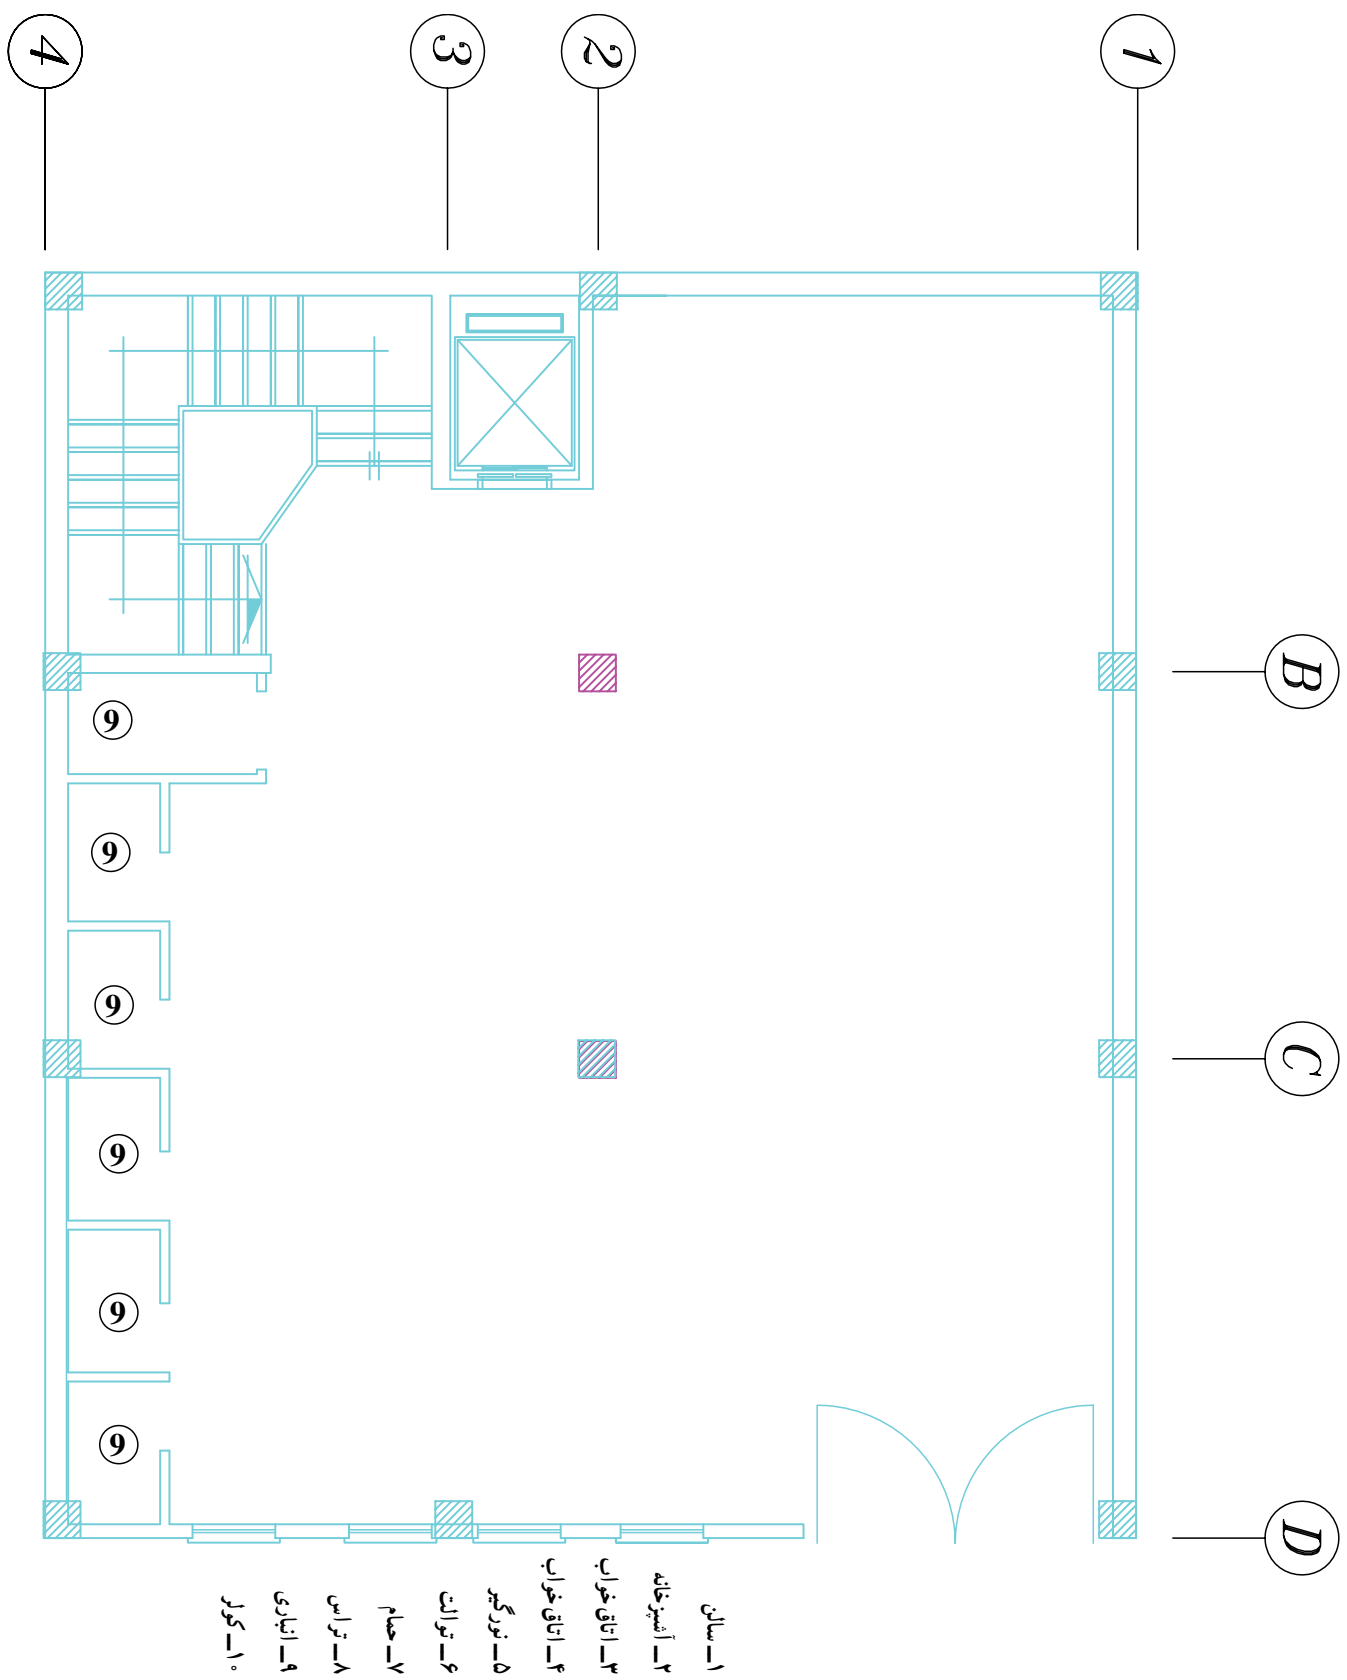 4
3
2
1
B
C
D
9
9
9
9
9
9
۱ـ سالن
۲ـ آشپزخانه
۳ـ اتاق خواب
۴ـ اتاق خواب
۵ـ نورگیر
۶ـ توالت
۷ـ حمام
۸ـ تراس
۹ـ انباری
۱۰ـ کولر